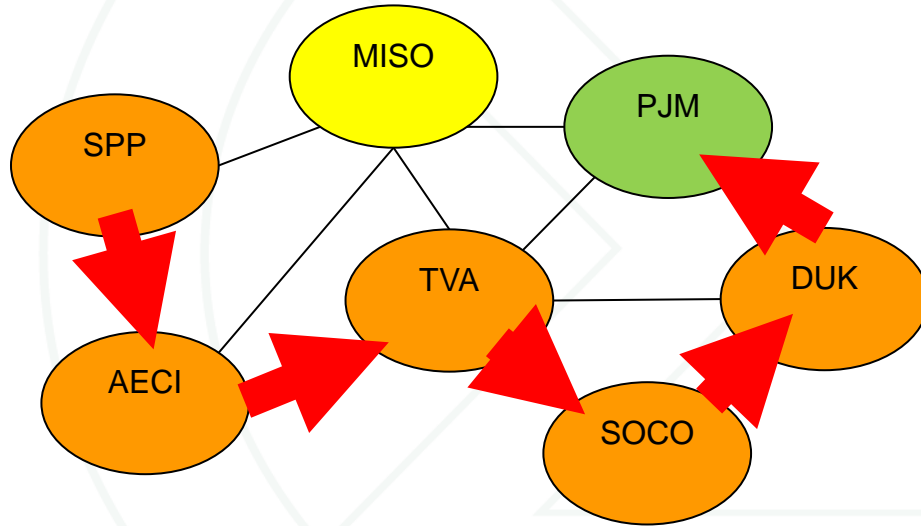 MISO
PJM
SPP
TVA
DUK
AECI
SOCO